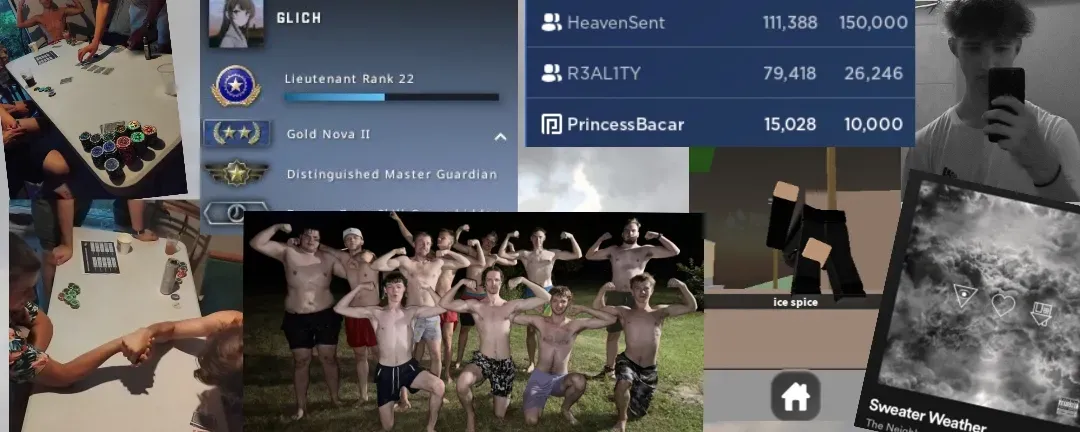 GLICH
Lieutenant Rank 22
Gold Nova II
Distinguished Master Guardian
HeavenSent 111,388 150,000
R3AL1TY 79,418 26,246
PrincessBacar 15,028 10,000
ice spice
Sweater Weather
The